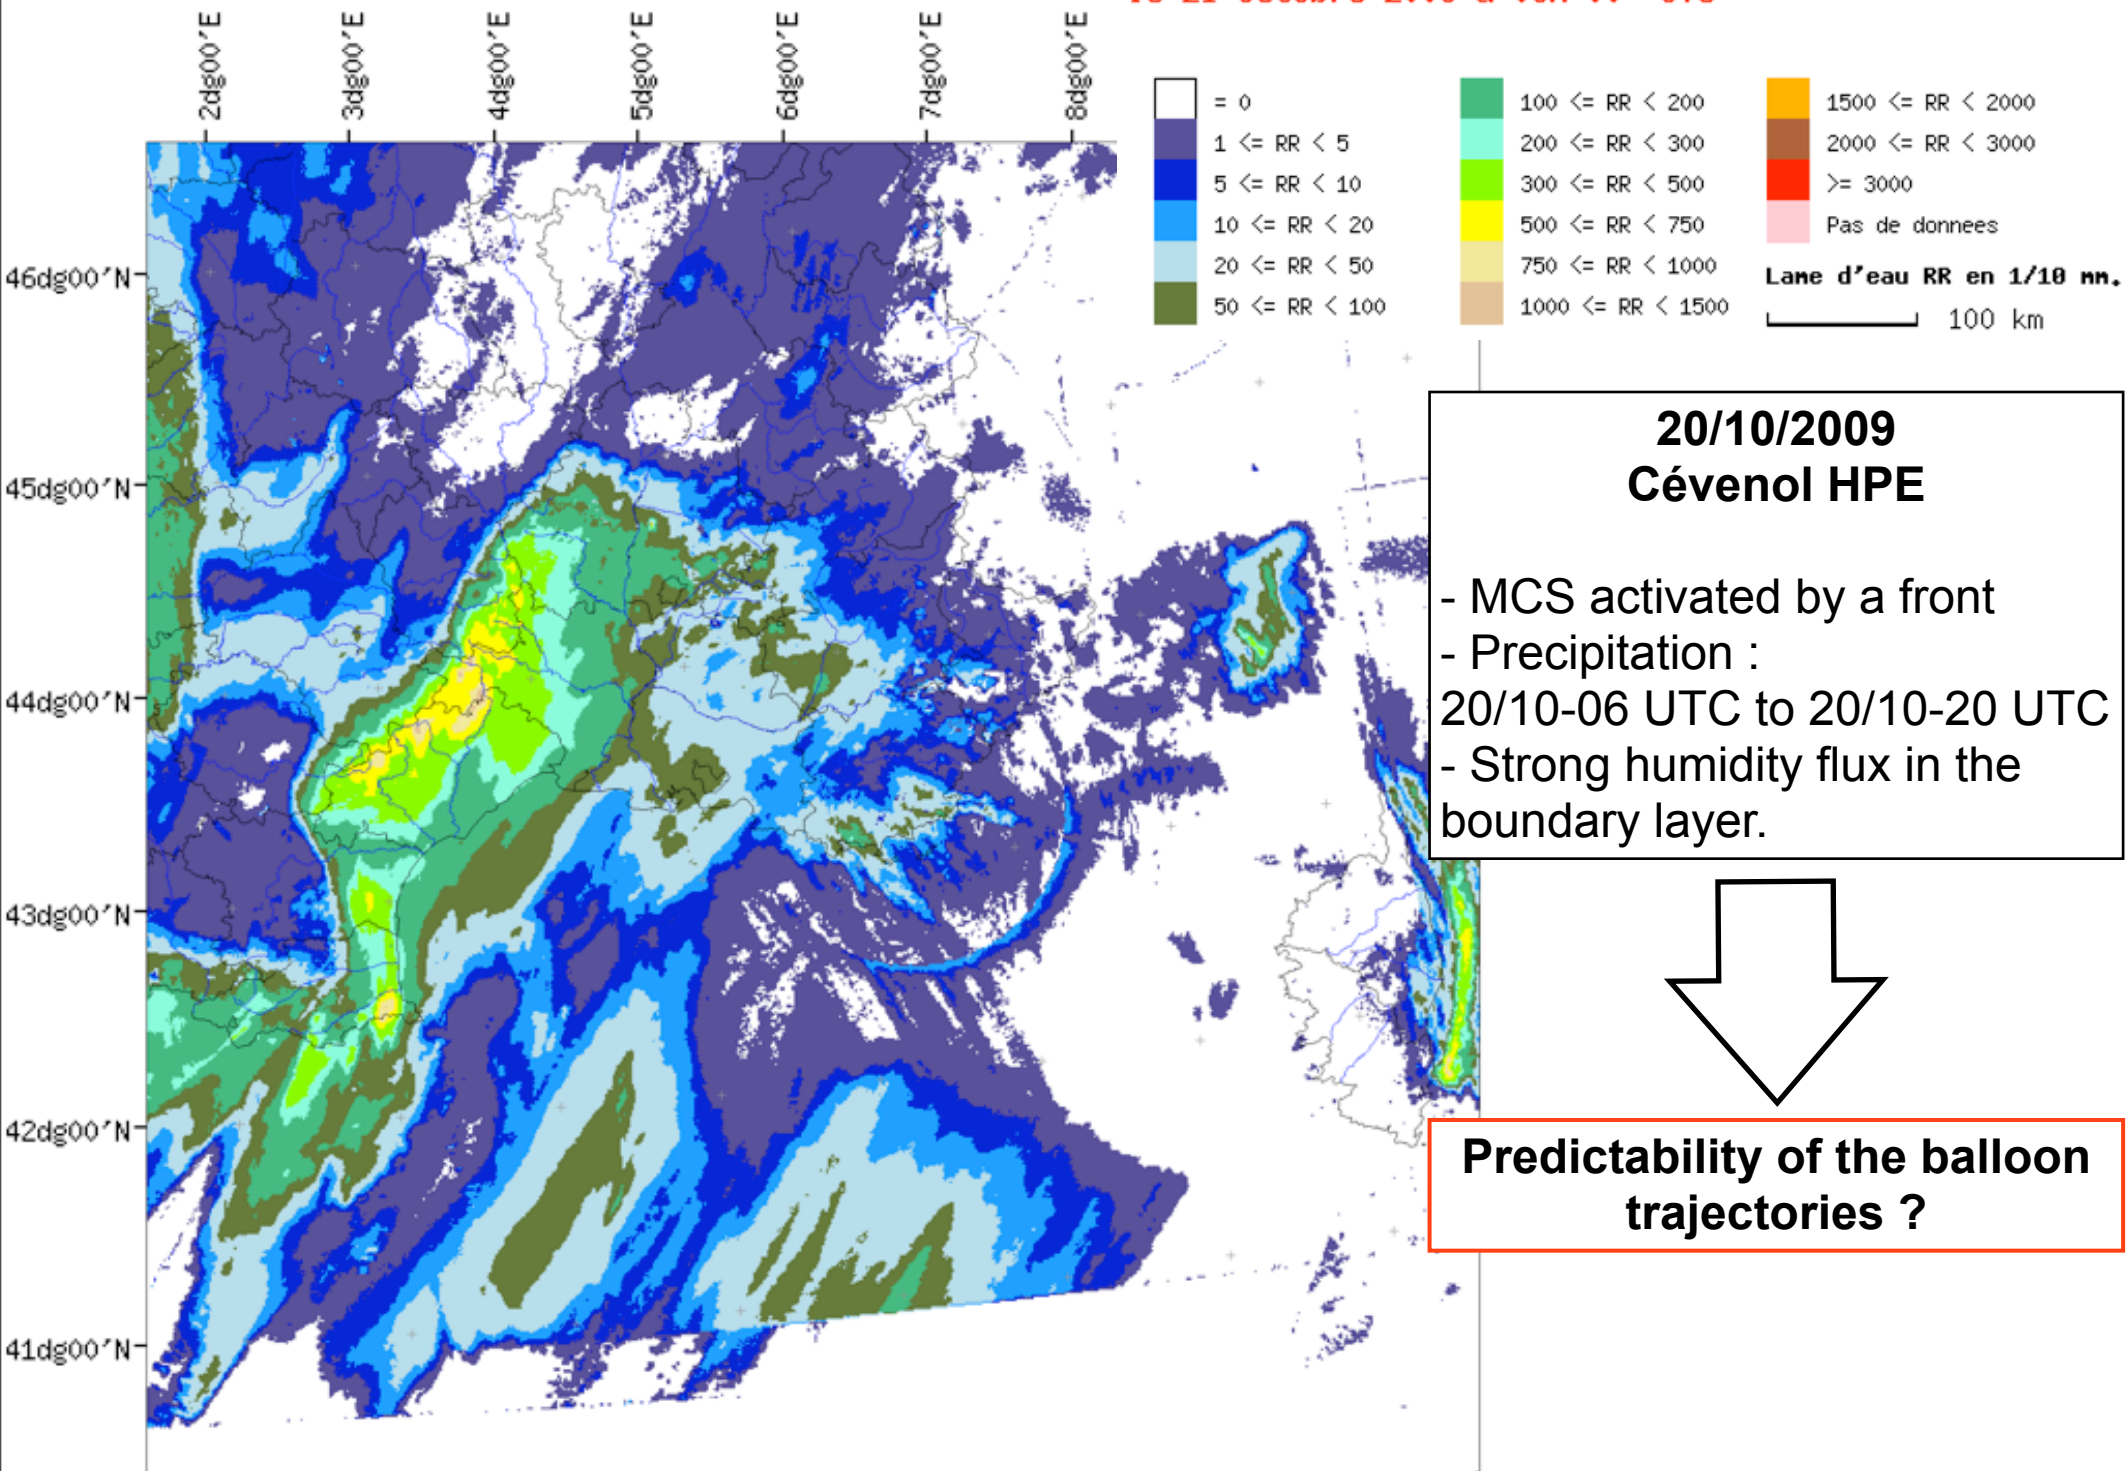 2dg00'E
3dg00'E
4dg00'E
5dg00'E
6dg00'E
7dg00'E
8dg00'E
= 0
1 <= RR < 5
5 <= RR < 10
10 <= RR < 20
20 <= RR < 50
50 <= RR < 100
100 <= RR < 200
200 <= RR < 300
300 <= RR < 500
500 <= RR < 750
750 <= RR < 1000
1000 <= RR < 1500
1500 <= RR < 2000
2000 <= RR < 3000
>= 3000
Pas de donnees
Lame d'eau RR en 1/10 mm.
100 km
46dg00'N
45dg00'N
44dg00'N
43dg00'N
42dg00'N
41dg00'N
20/10/2009
Cévenol HPE
- MCS activated by a front
- Precipitation :
20/10-06 UTC to 20/10-20 UTC
- Strong humidity flux in the
boundary layer.
Predictability of the balloon
trajectories ?